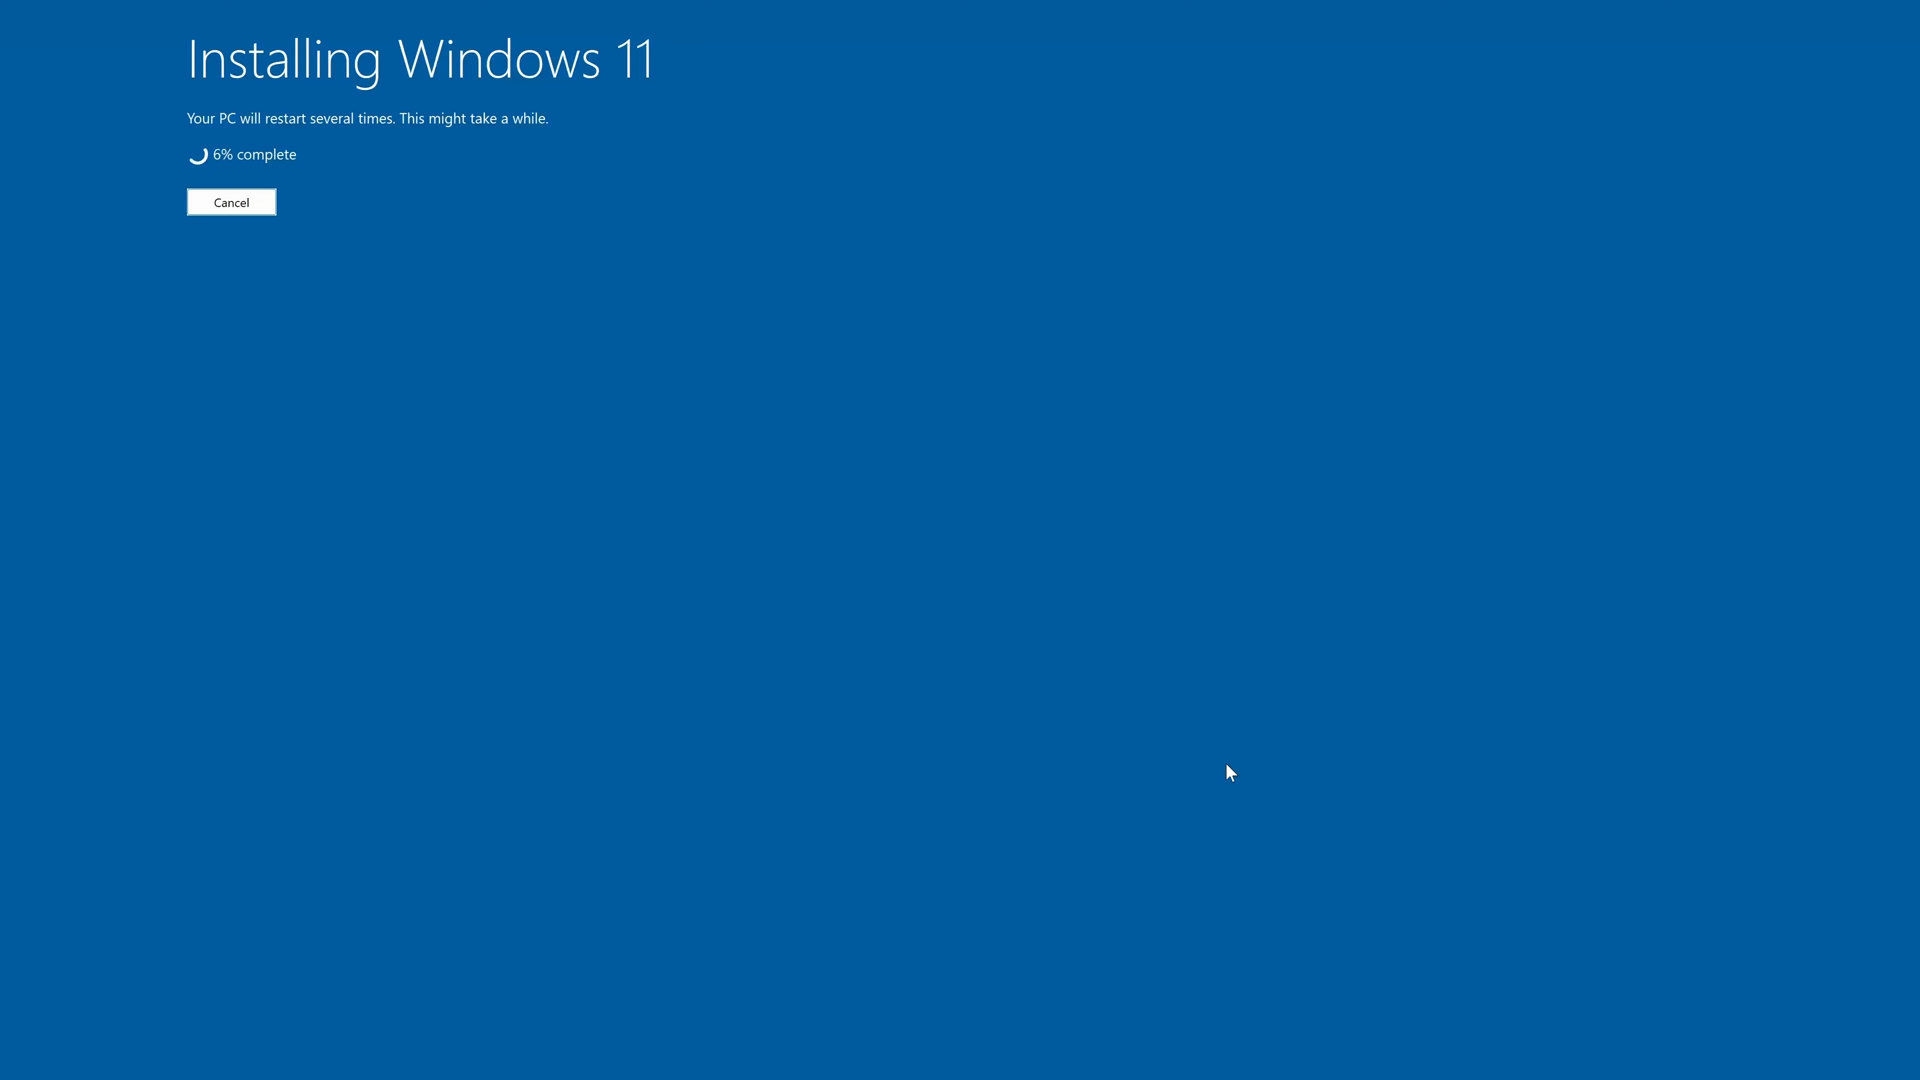 Installing Windows 11
Your PC will restart several times. This might take a while.
6% complete
Cancel